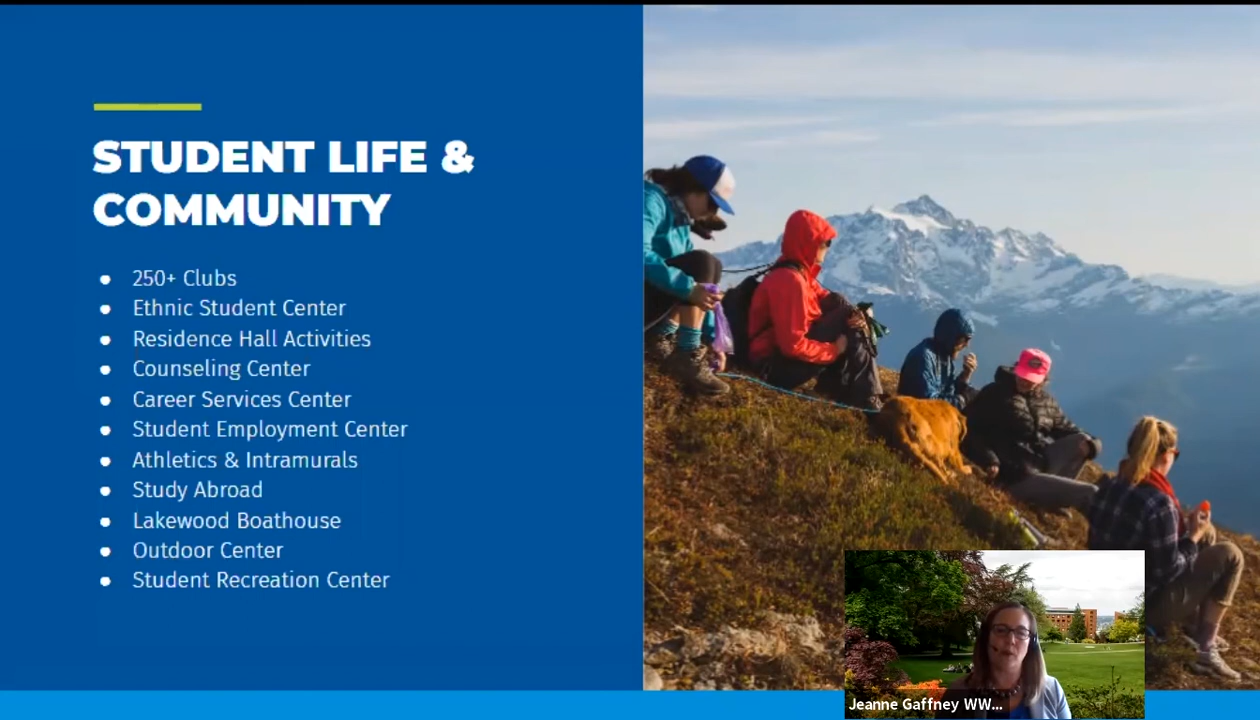 STUDENT LIFE &
COMMUNITY
250+ Clubs
Ethnic Student Center
Residence Hall Activities
Counseling Center
Career Services Center
Student Employment Center
Athletics & Intramurals
Study Abroad
Lakewood Boathouse
Outdoor Center
Student Recreation Center
Jeanne Gaffney WW...